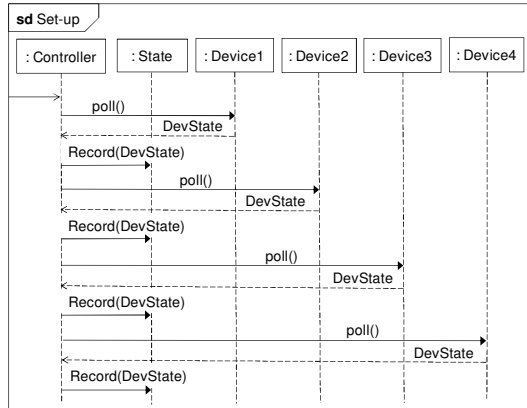 sd Set-up
: Controller
: State
: Device1
: Device2
: Device3
: Device4
poll()
DevState
Record(DevState)
poll()
DevState
Record(DevState)
poll()
DevState
Record(DevState)
poll()
DevState
Record(DevState)